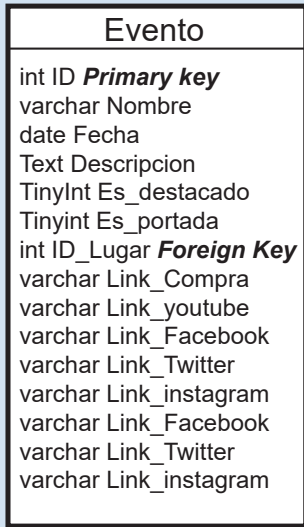 Evento
int ID Primary key
varchar Nombre
date Fecha
Text Descripcion
TinyInt Es_destacado
Tinyint Es_portada
int ID_Lugar Foreign Key
varchar Link_Compra
varchar Link_youtube
varchar Link_Facebook
varchar Link_Twitter
varchar Link_instagram
varchar Link_Facebook
varchar Link_Twitter
varchar Link_instagram